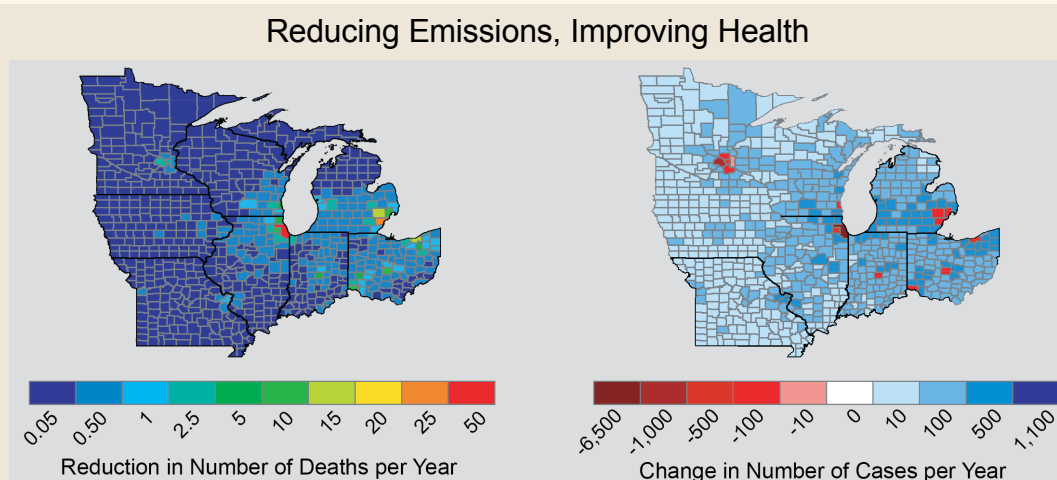 Reducing Emissions, Improving Health
0.05 0.50 1 2.5 5 10 15 20 25 50
Reduction in Number of Deaths per Year
-6,500 -1,000 -500 -100 -10 0 10 100 500 1,100
Change in Number of Cases per Year